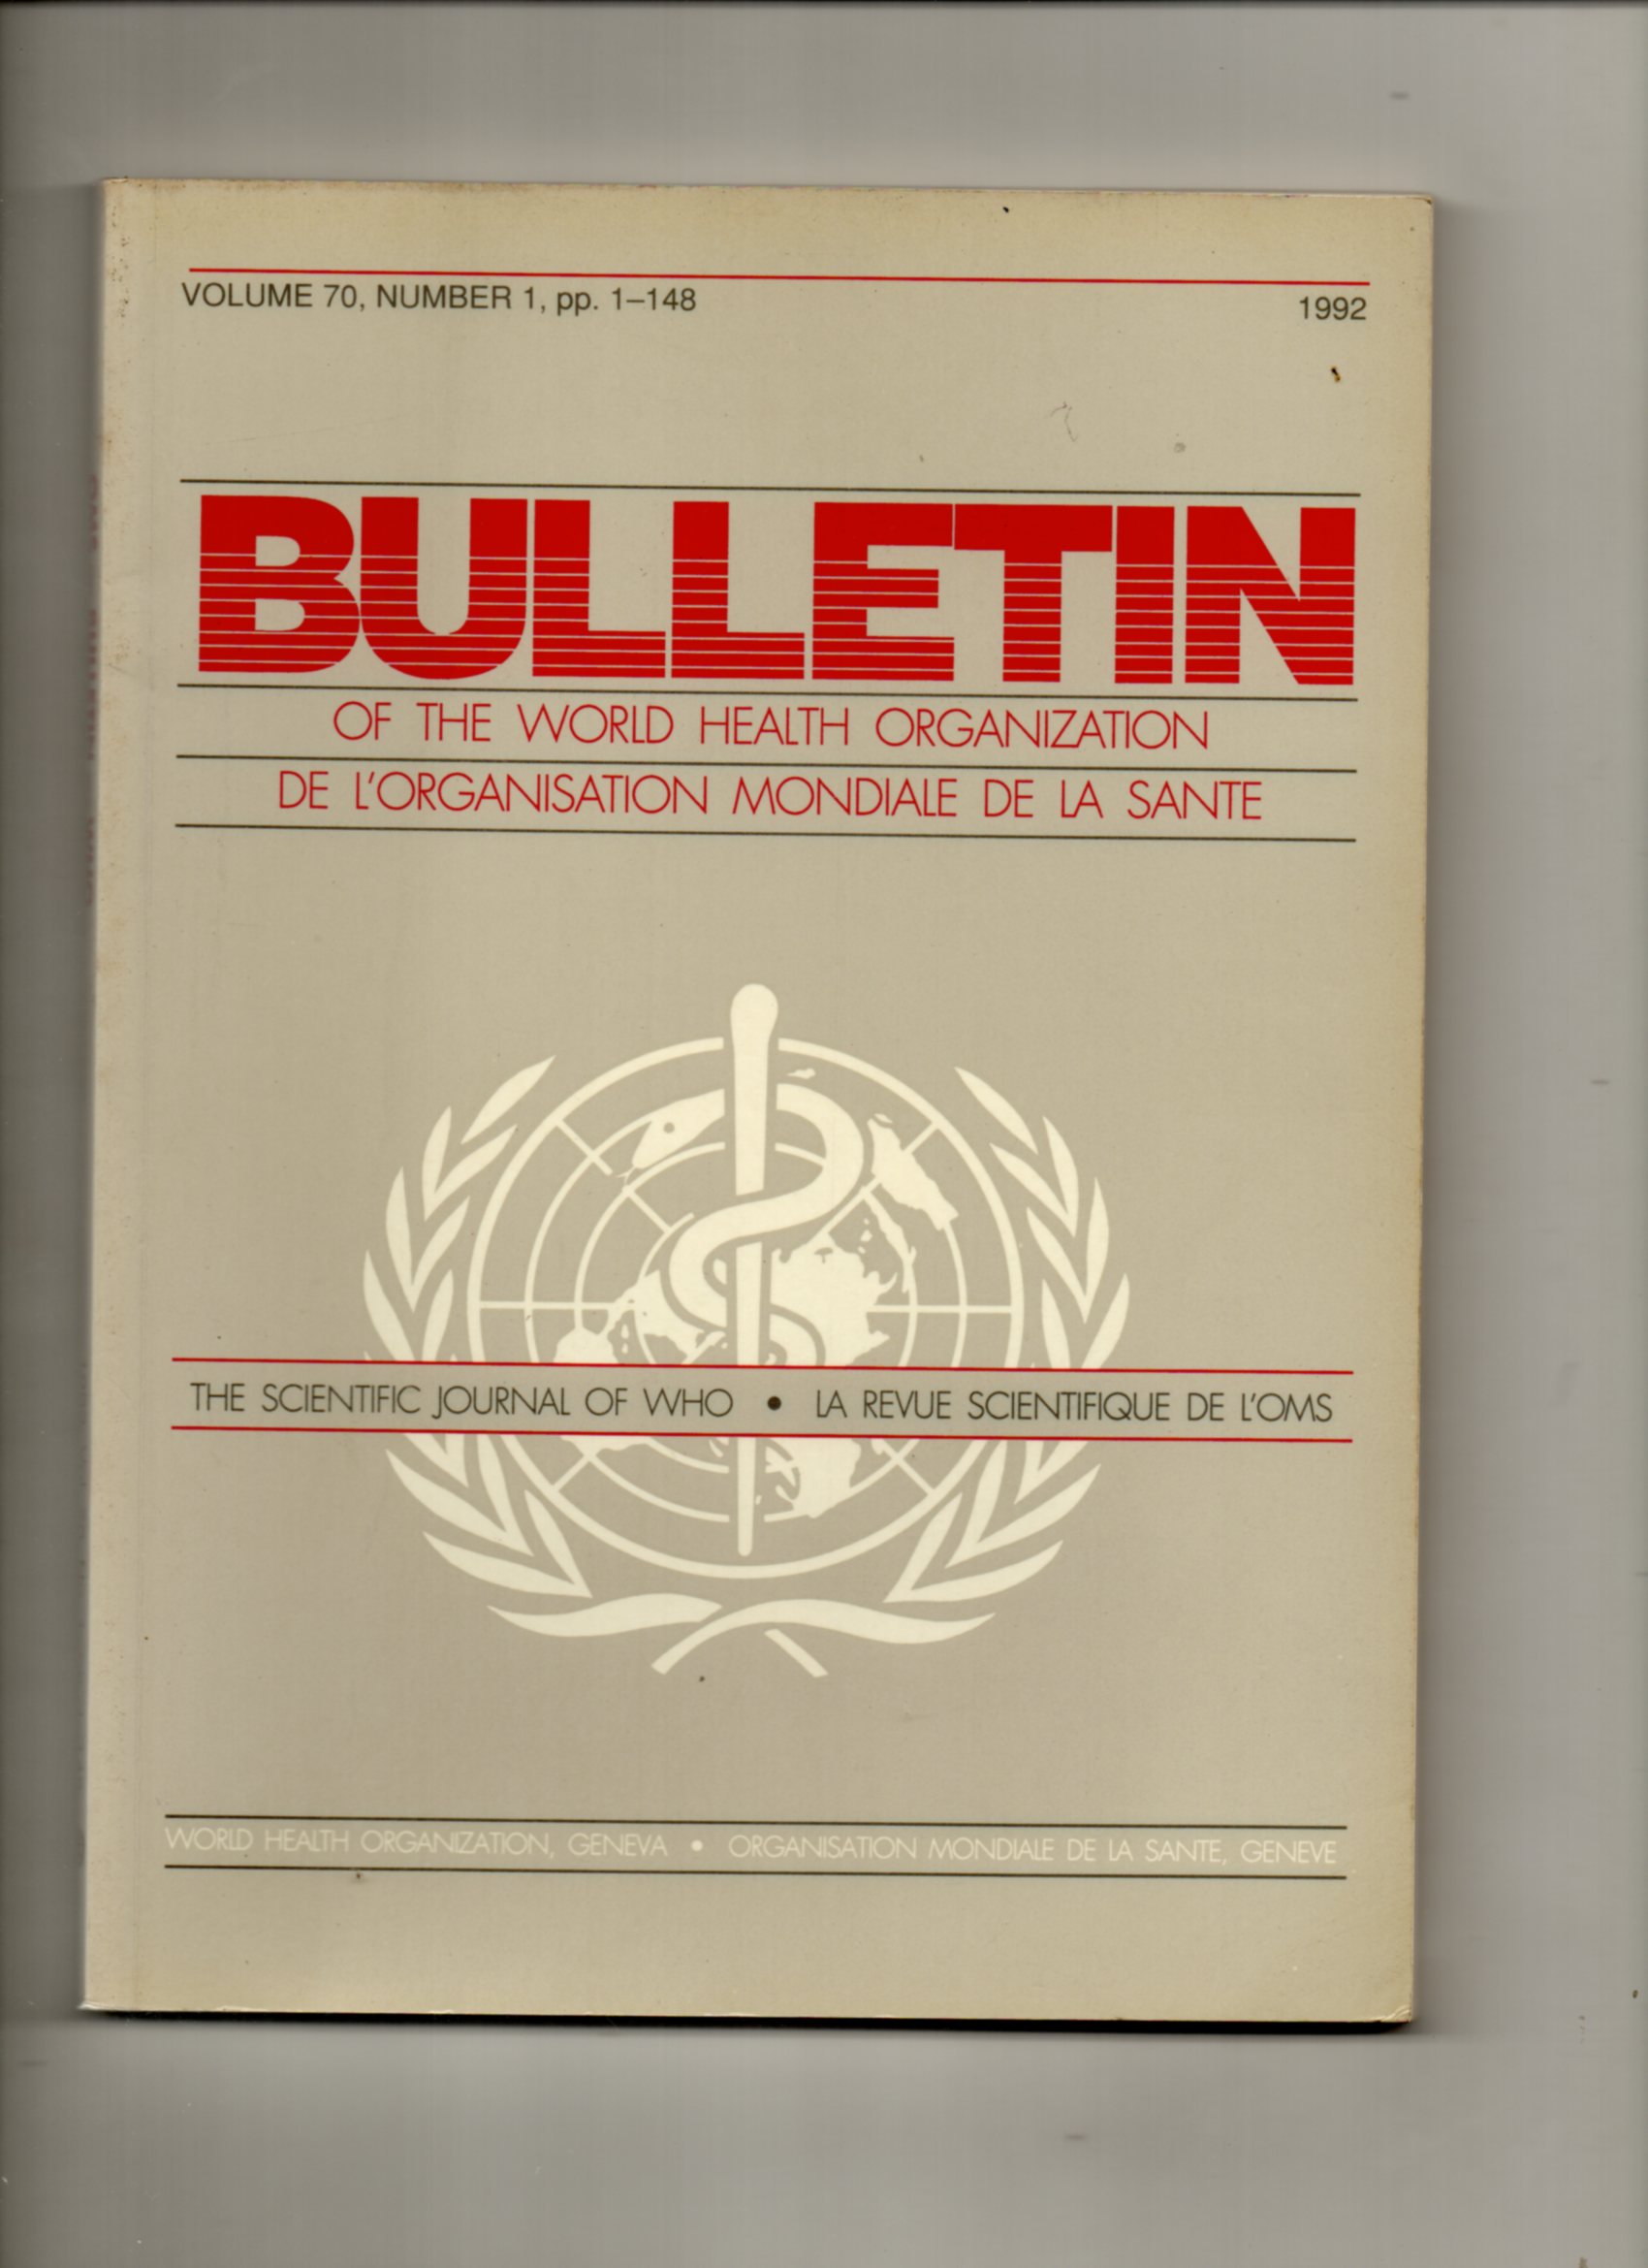 VOLUME 70, NUMBER 1, pp. 1–148
1992
BULLETIN
OF THE WORLD HEALTH ORGANIZATION
DE L'ORGANISATION MONDIALE DE LA SANTE
THE SCIENTIFIC JOURNAL OF WHO • LA REVUE SCIENTIFIQUE DE L'OMS
WORLD HEALTH ORGANIZATION, GENEVA • ORGANISATION MONDIALE DE LA SANTE, GENEVE